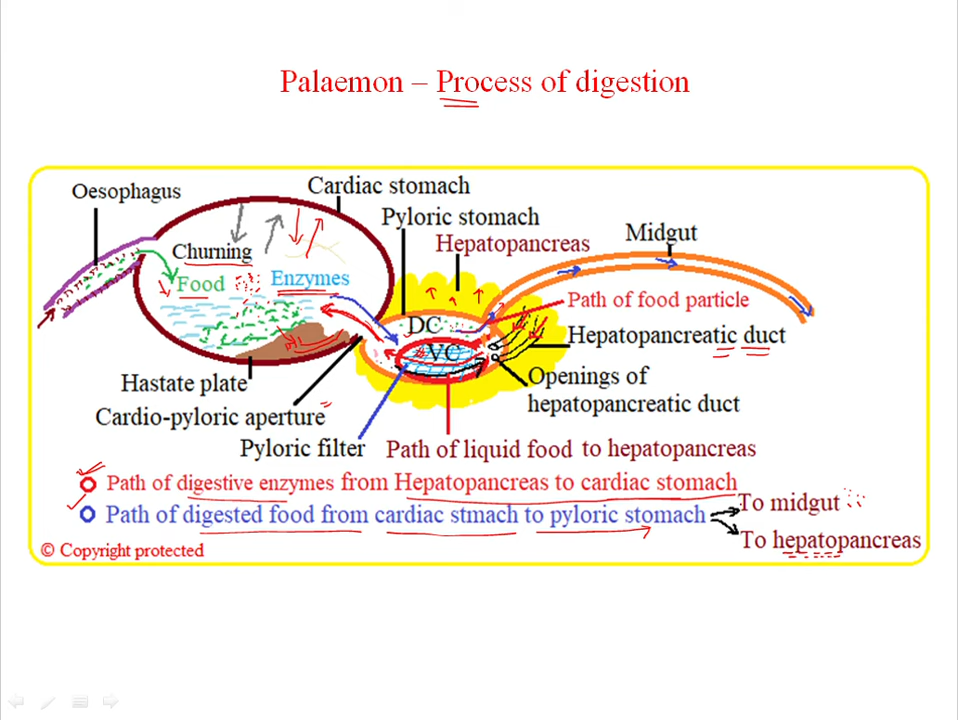 Palaemon – Process of digestion
Oesophagus
Cardiac stomach
Pyloric stomach
Hepatopancreas
Midgut
Churning
Food
Enzymes
Path of food particle
DC
Hepatopancreatic duct
VC
Hastate plate
Openings of
hepatopancreatic duct
Cardio-pyloric aperture
Pyloric filter
Path of liquid food to hepatopancreas
Path of digestive enzymes from Hepatopancreas to cardiac stomach
Path of digested food from cardiac stmach to pyloric stomach
To midgut
To hepatopancreas
© Copyright protected